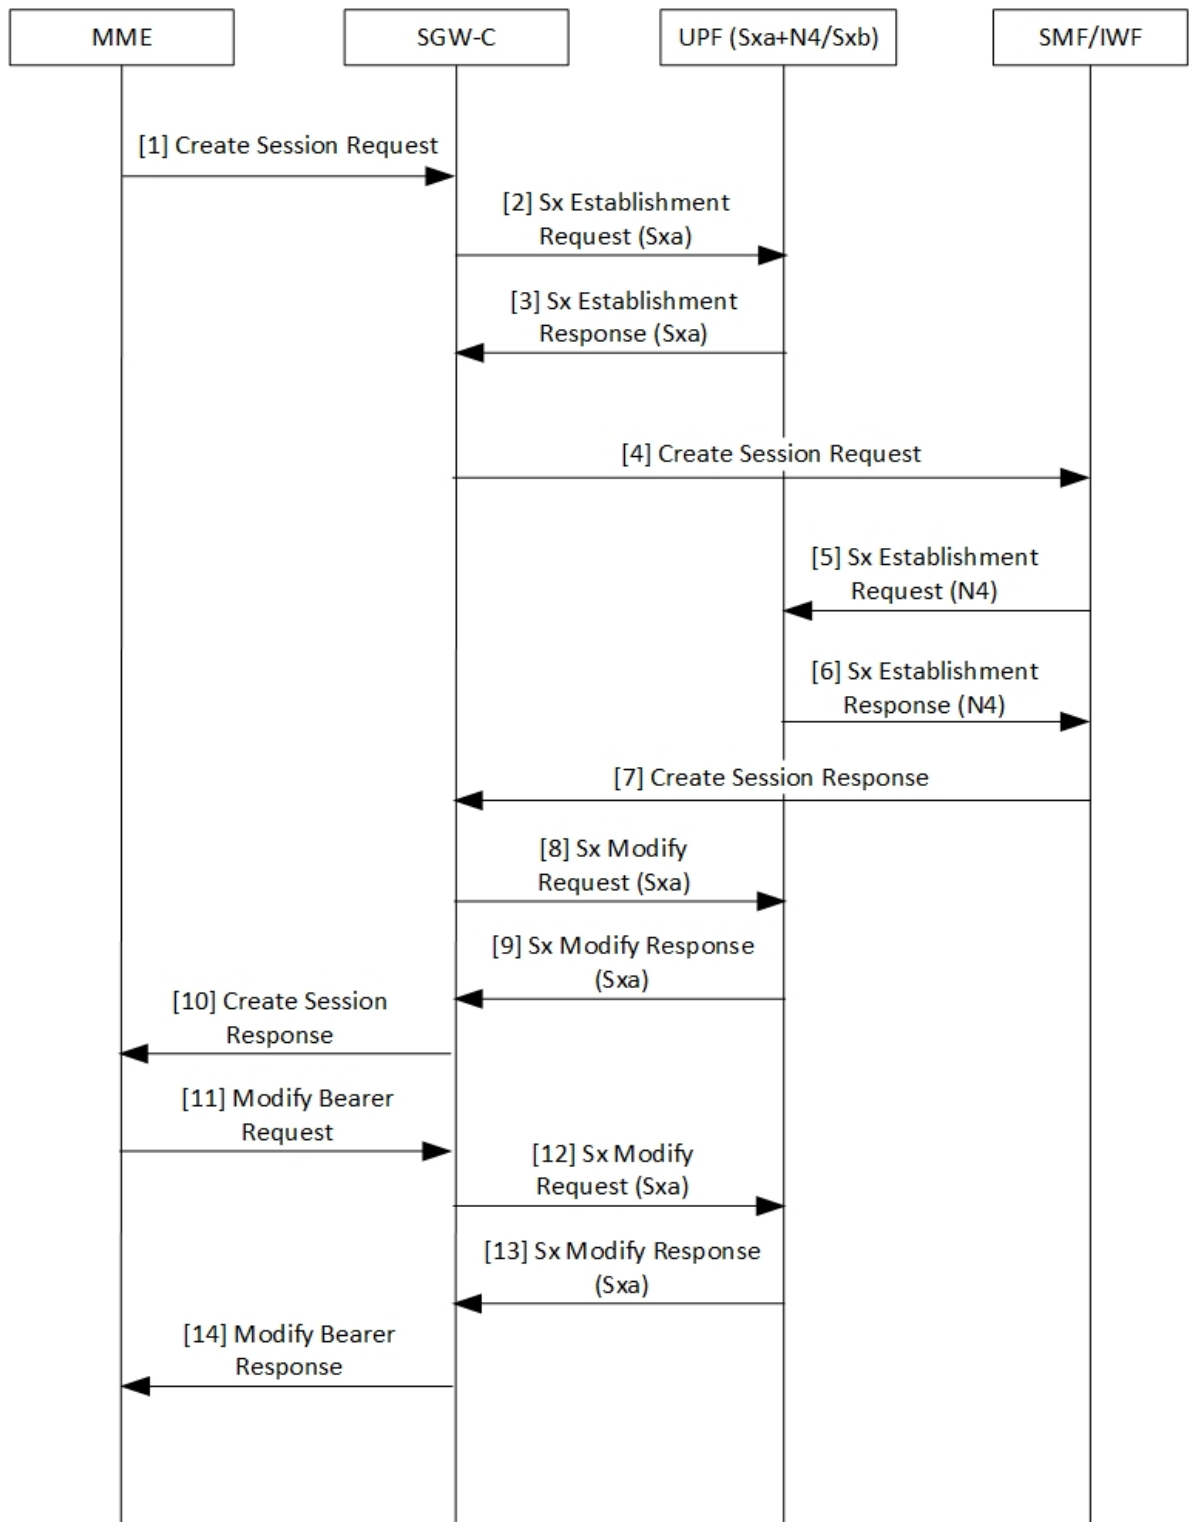 MME
SGW-C
UPF (Sxa+N4/Sxb)
SMF/IWF
[1] Create Session Request
[2] Sx Establishment
Request (Sxa)
[3] Sx Establishment
Response (Sxa)
[4] Create Session Request
[5] Sx Establishment
Request (N4)
[6] Sx Establishment
Response (N4)
[7] Create Session Response
[8] Sx Modify
Request (Sxa)
[9] Sx Modify Response
(Sxa)
[10] Create Session
Response
[11] Modify Bearer
Request
[12] Sx Modify
Request (Sxa)
[13] Sx Modify Response
(Sxa)
[14] Modify Bearer
Response